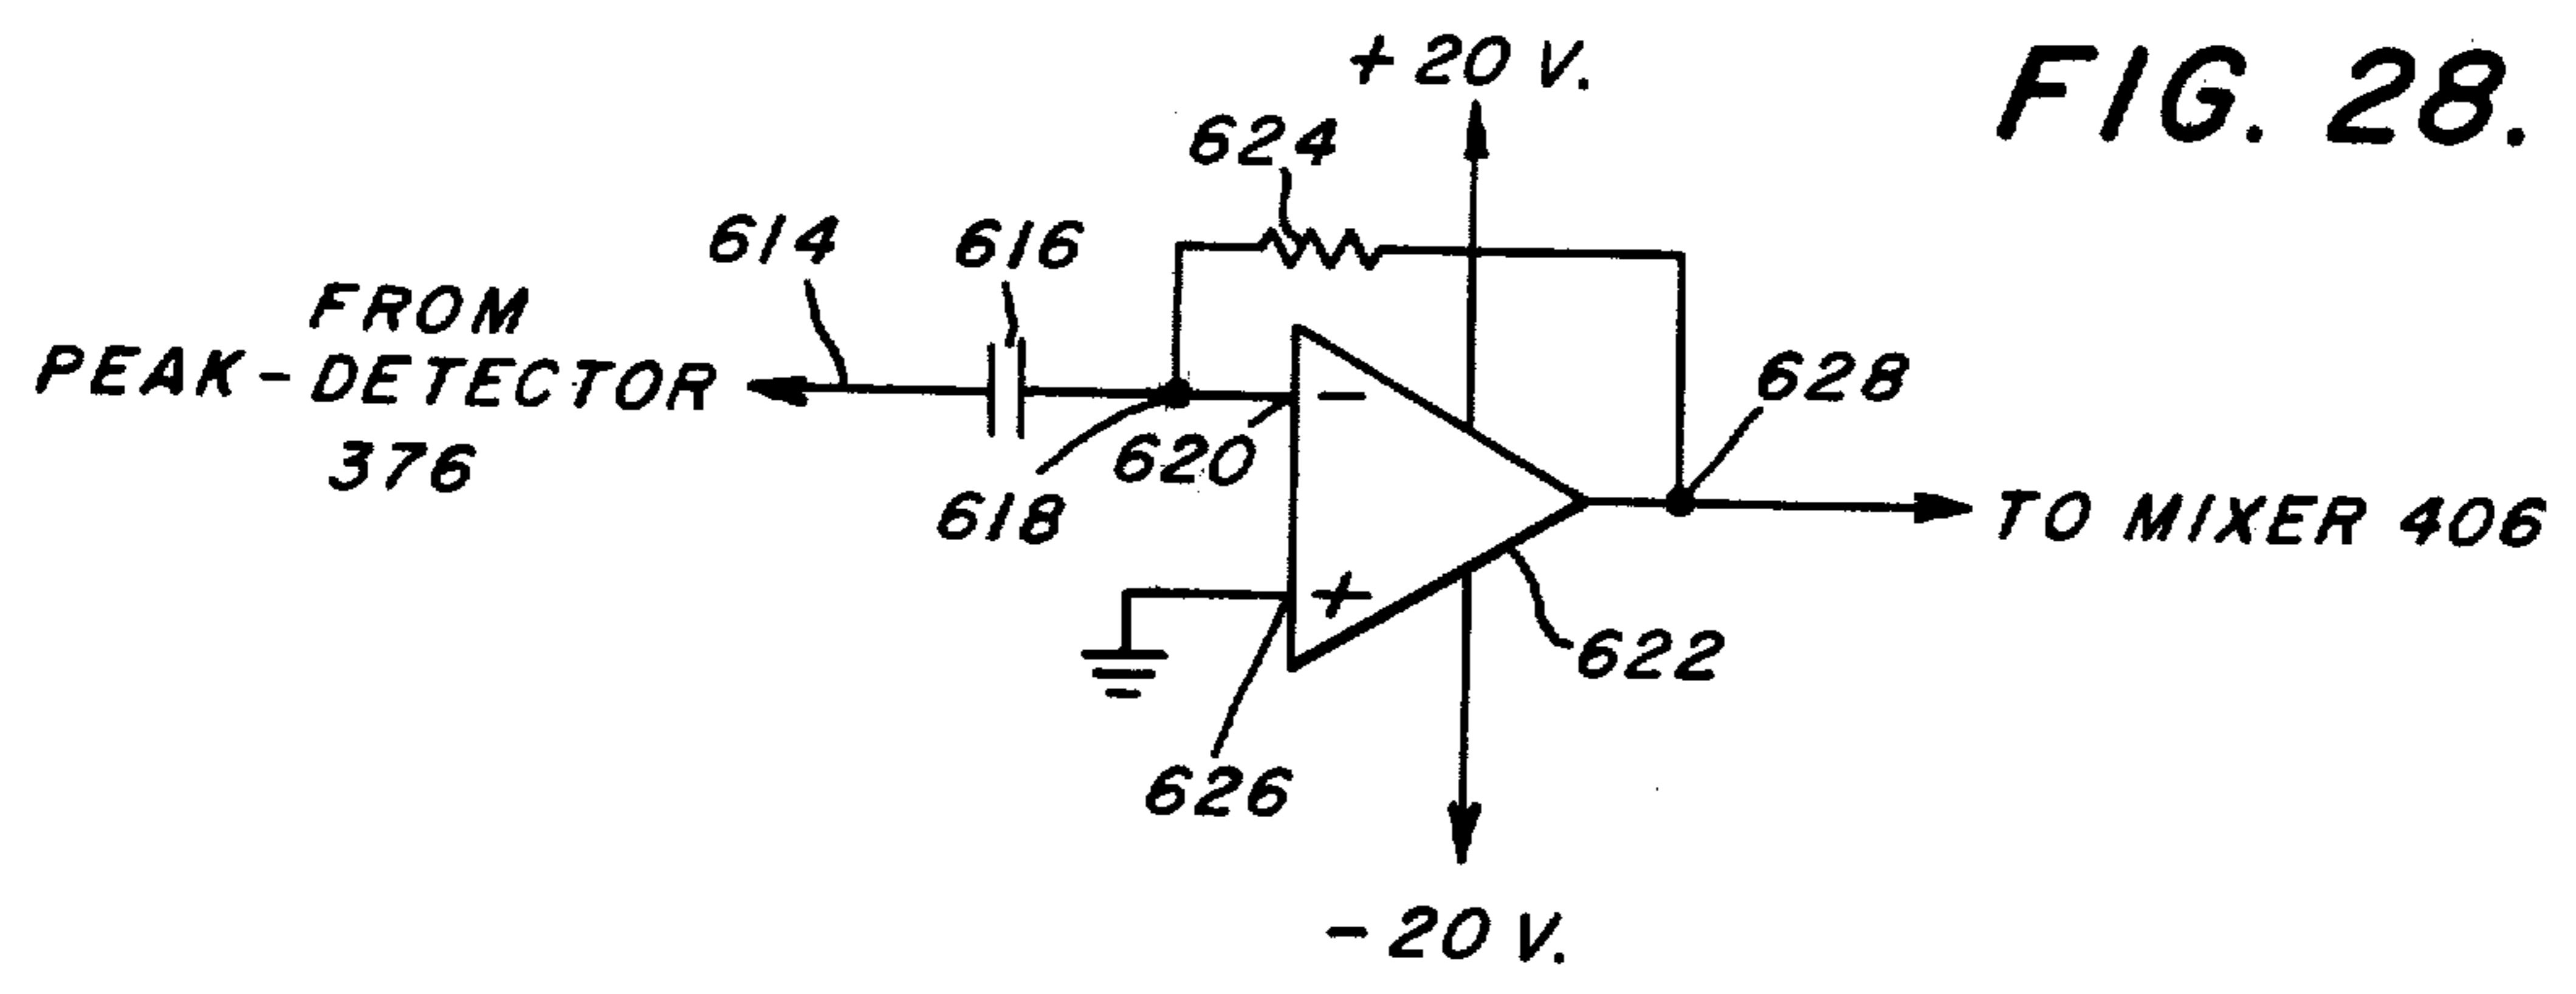 FIG. 28.
+20 V.
624
614
616
FROM
PEAK-DETECTOR
376
618
620
-
+
628
TO MIXER 406
622
626
-20 V.